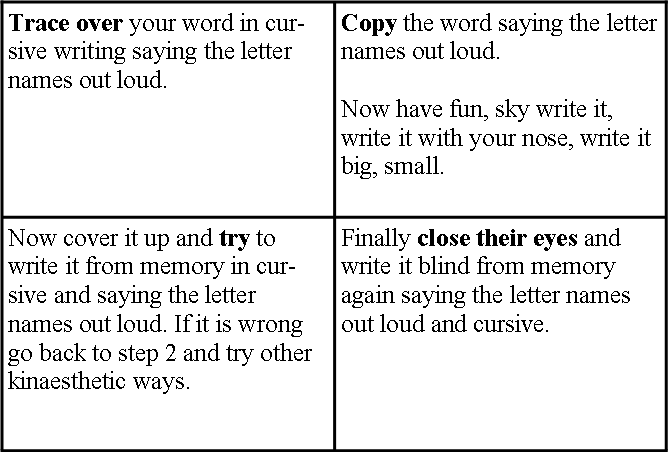 Trace over your word in cur-
sive writing saying the letter
names out loud.
Copy the word saying the letter
names out loud.
Now have fun, sky write it,
write it with your nose, write it
big, small.
Now cover it up and try to
write it from memory in cur-
sive and saying the letter
names out loud. If it is wrong
go back to step 2 and try other
kinaesthetic ways.
Finally close their eyes and
write it blind from memory
again saying the letter names
out loud and cursive.